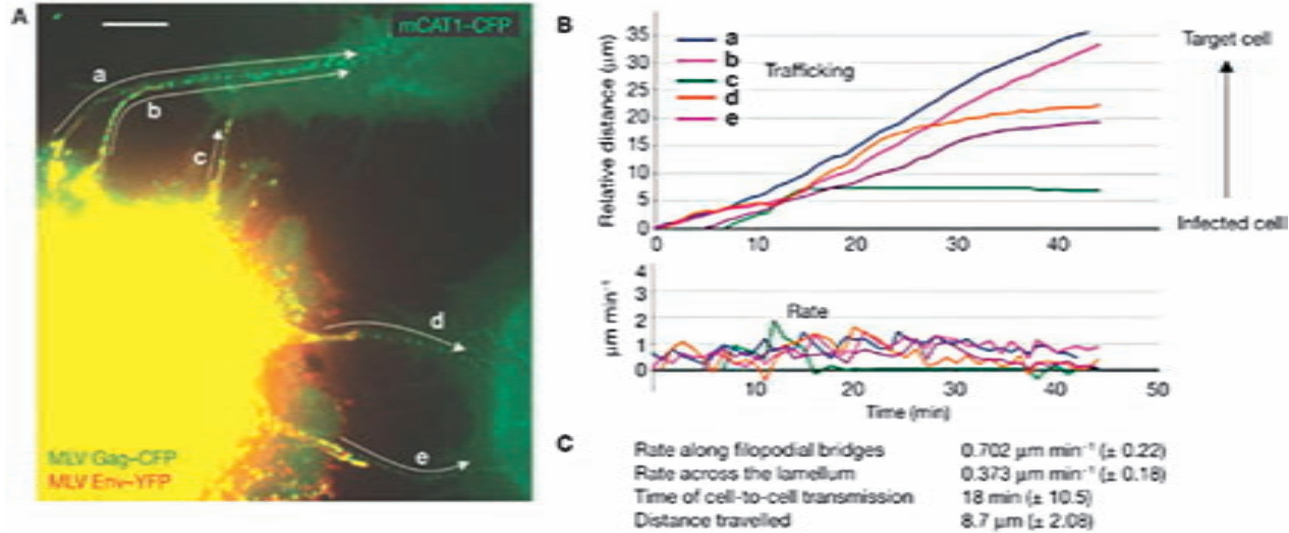 A
mCAT1–CFP
a
b
c
d
e
MLV Gag–CFP
MLV Env–YFP
B
Relative distance (μm)
35
30
25
20
15
10
5
0
a
b
c
d
e
Trafficking
0 10 20 30 40
Target cell
Infected cell
μm min⁻¹
4
3
2
1
0
Rate
10 20 30 40 50
Time (min)
C
Rate along filopodial bridges 0.702 μm min⁻¹ (± 0.22)
Rate across the lamellum 0.373 μm min⁻¹ (± 0.18)
Time of cell-to-cell transmission 18 min (± 10.5)
Distance travelled 8.7 μm (± 2.08)